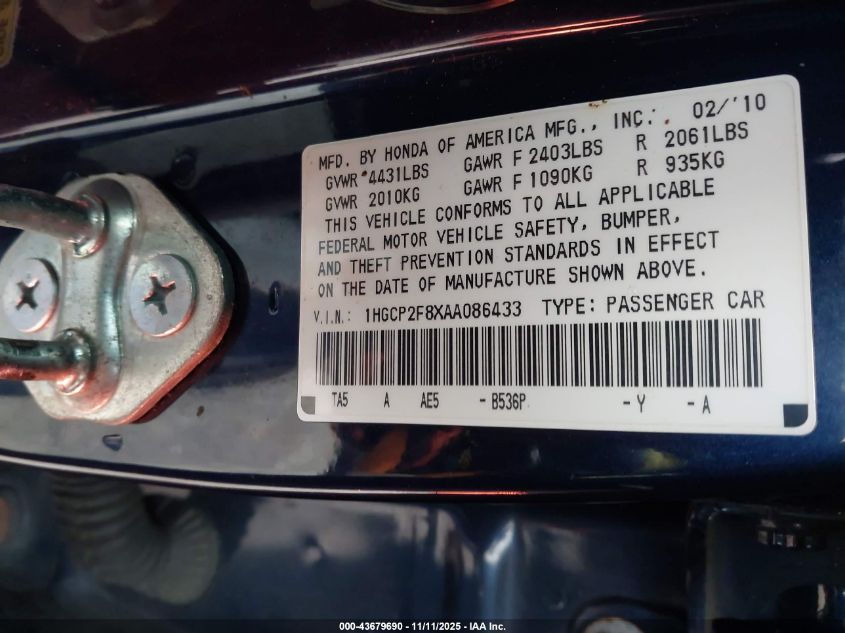 MFD. BY HONDA OF AMERICA MFG., INC. 02/'10
GVWR 4431LBS GAWR F 2403LBS R 2061LBS
GVWR 2010KG GAWR F 1090KG R 935KG
THIS VEHICLE CONFORMS TO ALL APPLICABLE
FEDERAL MOTOR VEHICLE SAFETY, BUMPER,
AND THEFT PREVENTION STANDARDS IN EFFECT
ON THE DATE OF MANUFACTURE SHOWN ABOVE.
V.I.N.: 1HGCP2F8XAA086433 TYPE: PASSENGER CAR
TA5 A AE5 - B536P - Y - A
000-43679690 - 11/11/2025 - IAA Inc.